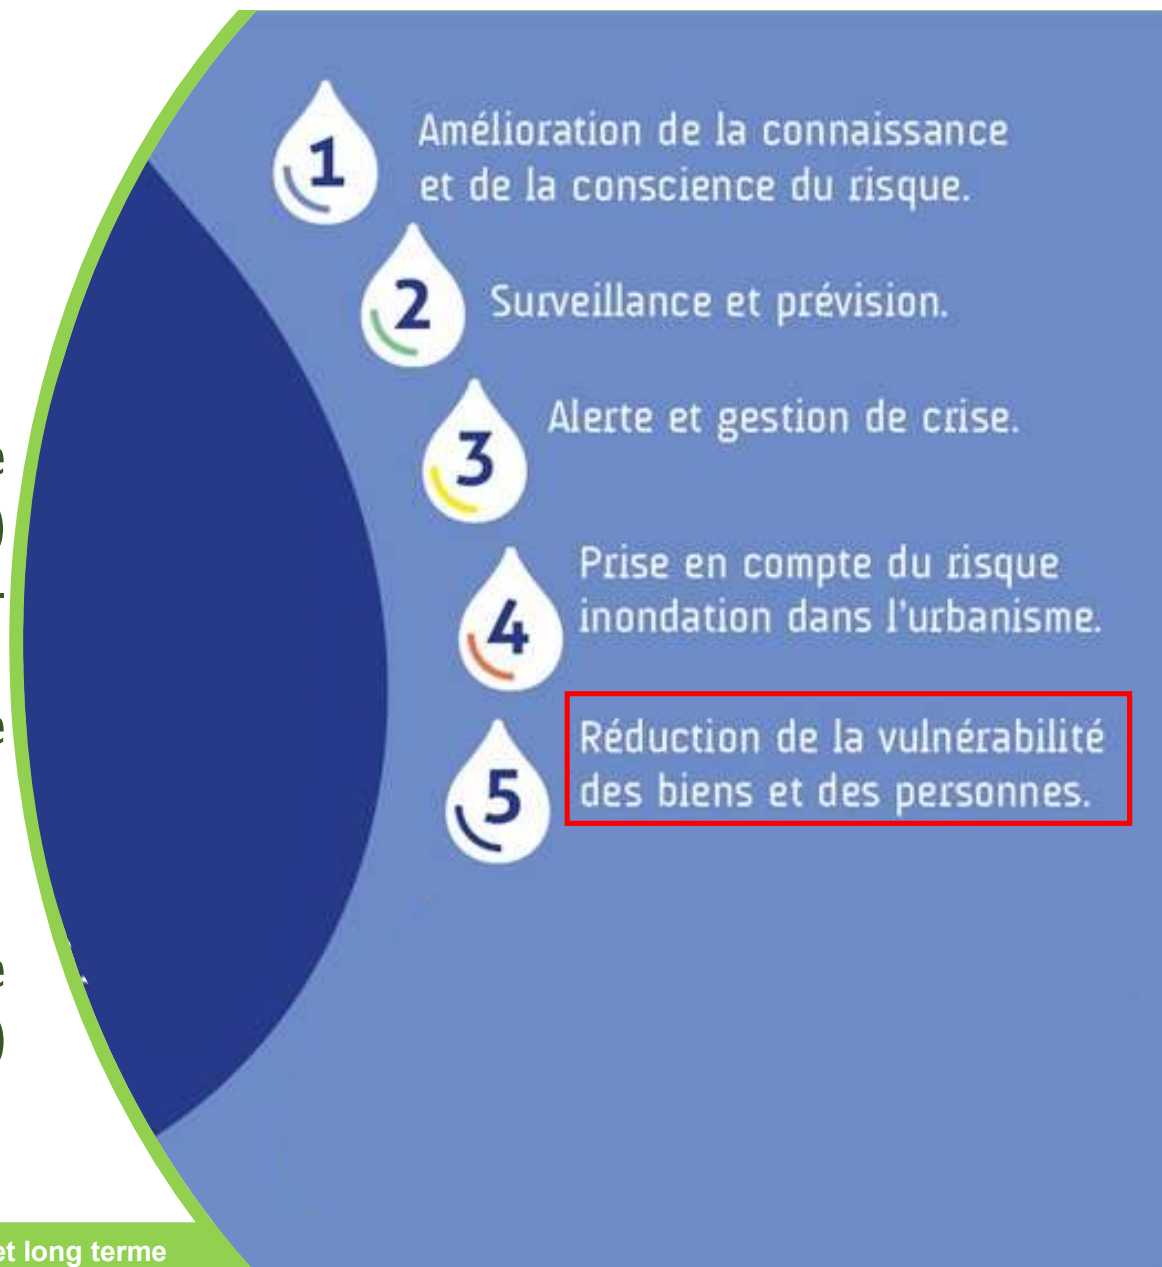 1
Amélioration de la connaissance
et de la conscience du risque.
2
Surveillance et prévision.
3
Alerte et gestion de crise.
4
Prise en compte du risque
inondation dans l'urbanisme.
5
Réduction de la vulnérabilité
des biens et des personnes.
et long terme